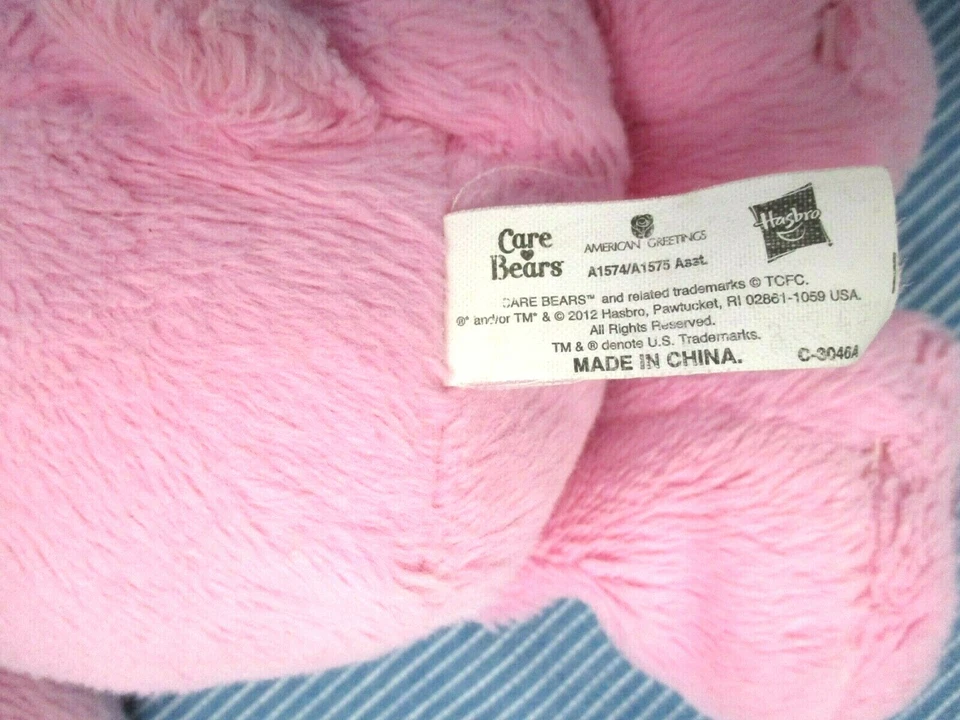 Care Bears
AMERICAN GREETINGS
Hasbro
A1574/A1575 Asst.
CARE BEARS™ and related trademarks © TCFC.
®* and/or TM* & © 2012 Hasbro, Pawtucket, RI 02861-1059 USA.
All Rights Reserved.
TM & ® denote U.S. Trademarks.
MADE IN CHINA. C-3046A